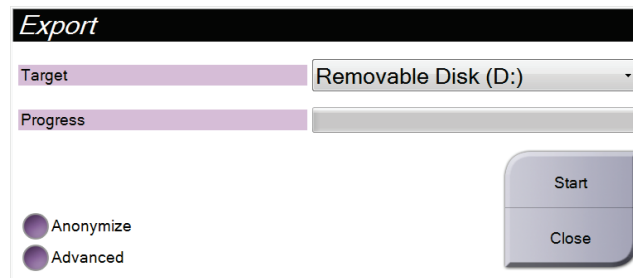 Export
Target
Removable Disk (D:)
Progress
Start
Close
Anonymize
Advanced